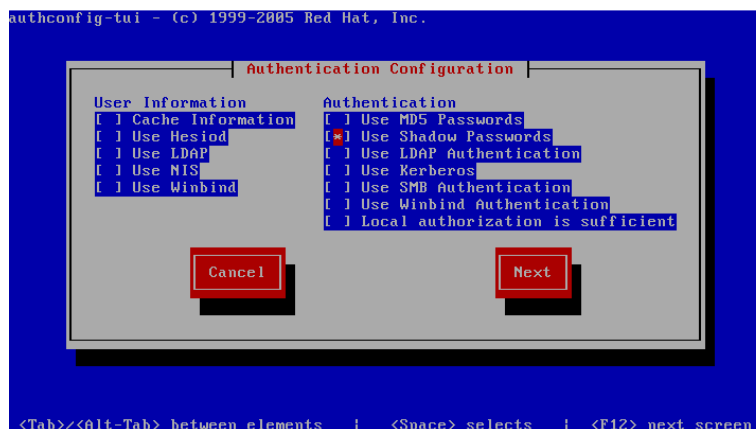 authconfig-tui - (c) 1999-2005 Red Hat, Inc.
Authentication Configuration
User Information
[ ] Cache Information
[ ] Use Hesiod
[ ] Use LDAP
[ ] Use NIS
[ ] Use Winbind
Authentication
[ ] Use MD5 Passwords
[*] Use Shadow Passwords
[ ] Use LDAP Authentication
[ ] Use Kerberos
[ ] Use SMB Authentication
[ ] Use Winbind Authentication
[ ] Local authorization is sufficient
Cancel
Next
<Tab>/<Alt-Tab> between elements | <Space> selects | <F12> next screen